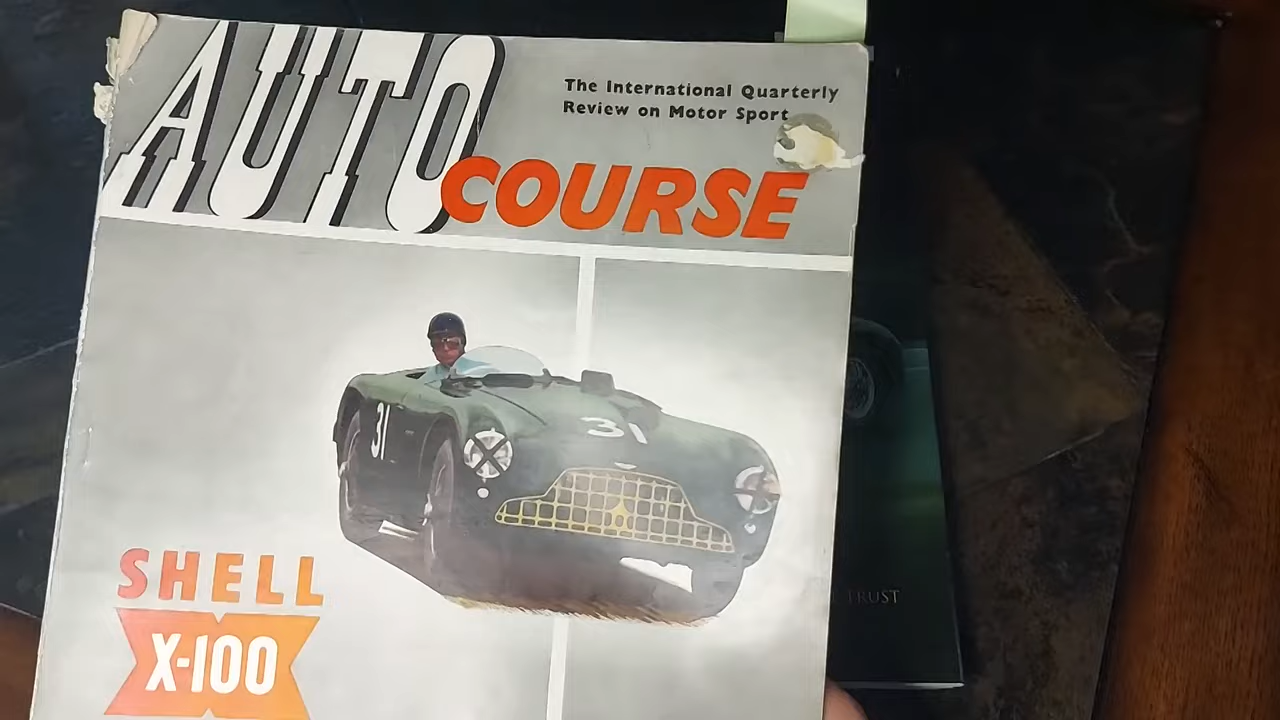 AUTO
The International Quarterly
Review on Motor Sport
COURSE
31
31
SHELL
X-100
TRUST